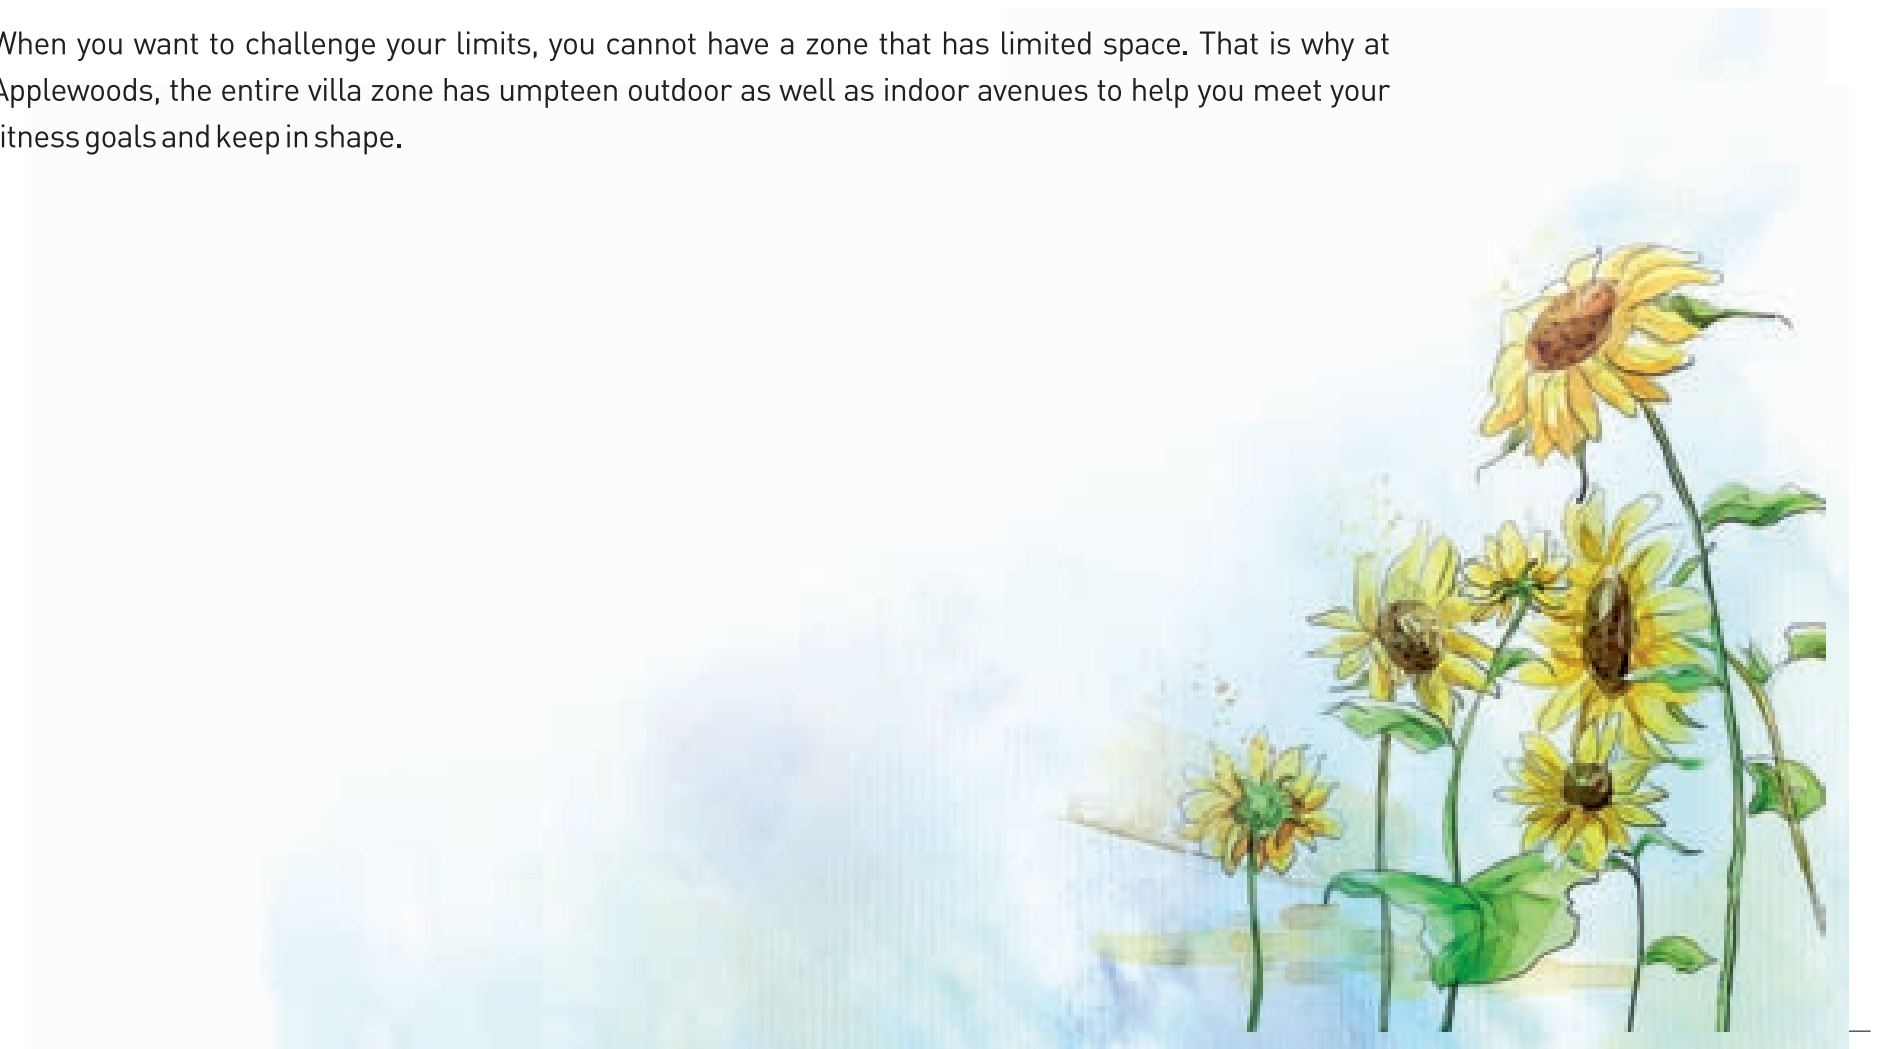 When you want to challenge your limits, you cannot have a zone that has limited space. That is why at
Applewoods, the entire villa zone has umpteen outdoor as well as indoor avenues to help you meet your
fitness goals and keep in shape.